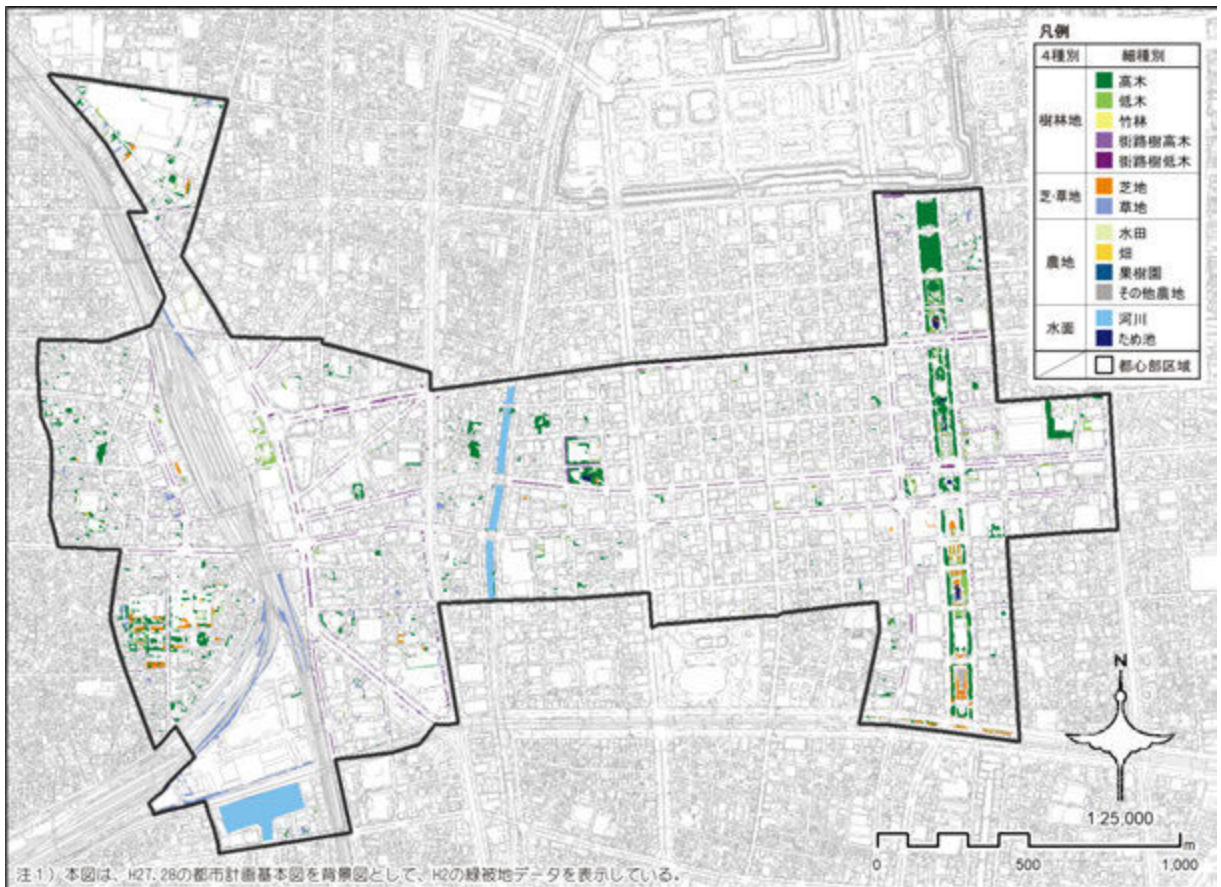 凡例
4種別 細種別
樹林地
高木
低木
竹林
街路樹高木
街路樹低木
芝・草地
芝地
草地
農地
水田
畑
果樹園
その他農地
水面
河川
ため池
都心部区域
N
1:25,000
m
0 500 1,000
注1）本図は、H27、28の都市計画基本図を背景図として、H2の緑被地データを表示している。